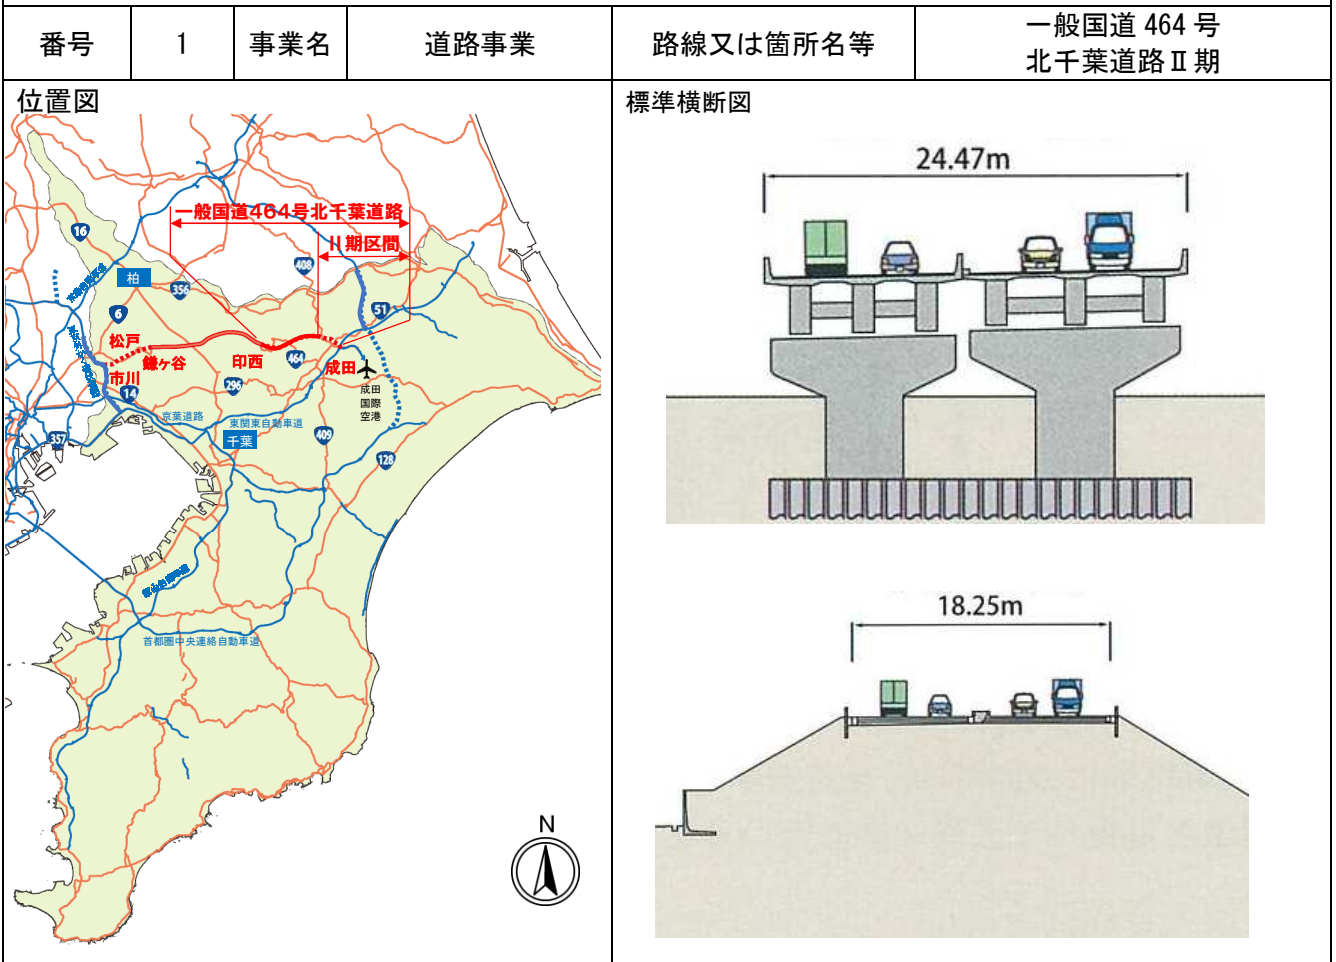 番号
1
事業名
道路事業
路線又は箇所名等
一般国道 464 号
北千葉道路Ⅱ期
位置図
一般国道464号北千葉道路
Ⅱ期区間
16
408
柏
356
6
51
松戸
鎌ヶ谷
印西
464
成田
市川
296
14
成田
国際
空港
京葉道路
東関東自動車道
357
千葉
409
128
首都圏中央連絡自動車道
N
標準横断図
24.47m
18.25m